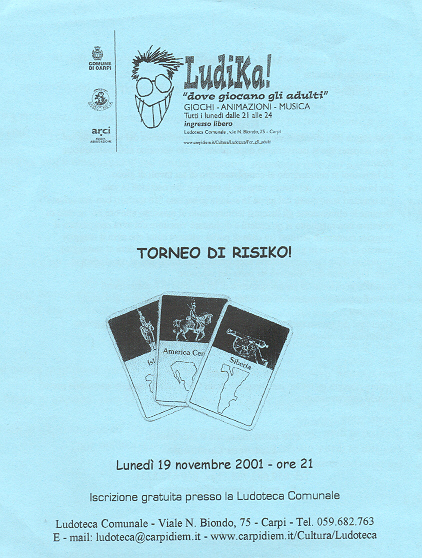 COMUNE
DI CARPI
arci
LudiKa!
"dove giocano gli adulti"
GIOCHI - ANIMAZIONI - MUSICA
Tutti i lunedì dalle 21 alle 24
ingresso libero
Ludoteca Comunale, vie N. Biondo, 75 - Carpi
TORNEO DI RISIKO!
America Cen
Siberia
Lunedì 19 novembre 2001 - ore 21
Iscrizione gratuita presso la Ludoteca Comunale
Ludoteca Comunale - Viale N. Biondo, 75 - Carpi - Tel. 059.682.763
E - mail: ludoteca@carpidiem.it - www.carpidiem.it/Cultura/Ludoteca